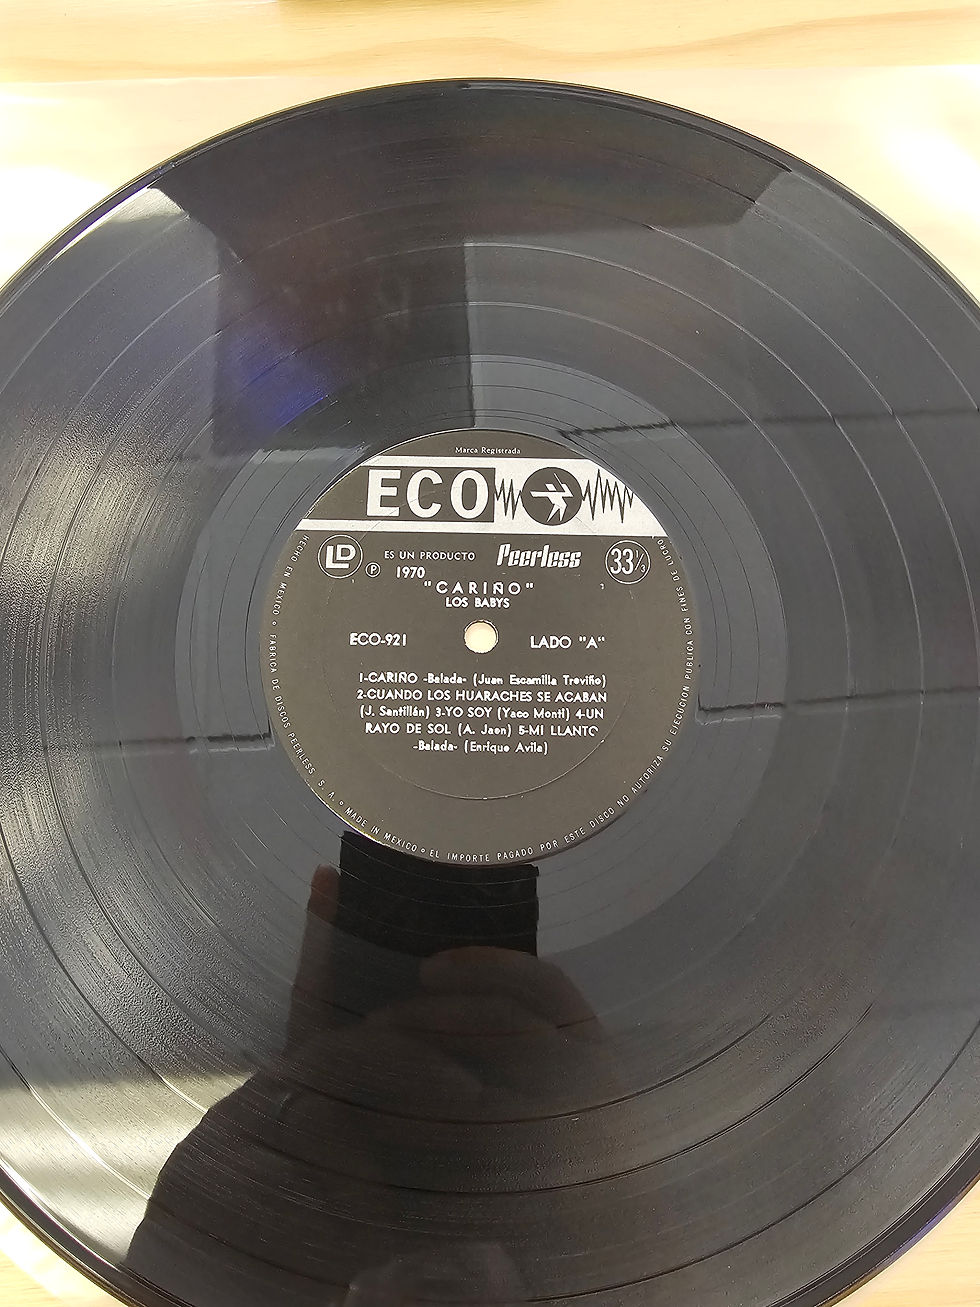 Marca Registrada
ECO
LD
ES UN PRODUCTO Peerless
33 1/3
Ⓟ 1970
"CARIÑO"
LOS BABYS
ECO-921 LADO "A"
1-CARIÑO -Balada- (Juan Escamilla Treviño)
2-CUANDO LOS HUARACHES SE ACABAN
(J. Santillán) 3-YO SOY (Yaco Monti) 4-UN
RAYO DE SOL (A. Jaen) 5-MI LLANTO
-Balada- (Enrique Avila)
HECHO EN MEXICO ° FABRICA DE DISCOS PEERLESS S. A. ° MADE IN MEXICO ° EL IMPORTE PAGADO POR ESTE DISCO NO AUTORIZA SU EJECUCION PUBLICA CON FINES DE LUCRO